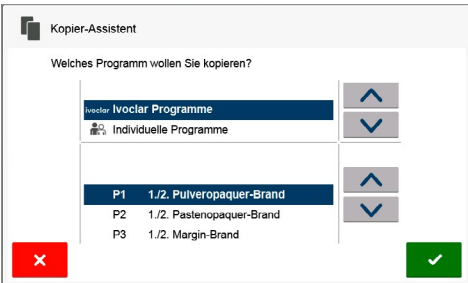 Kopier-Assistent
Welches Programm wollen Sie kopieren?
ivoclar Ivoclar Programme
Individuelle Programme
P1 1./2. Pulveropaquer-Brand
P2 1./2. Pastenopaquer-Brand
P3 1./2. Margin-Brand